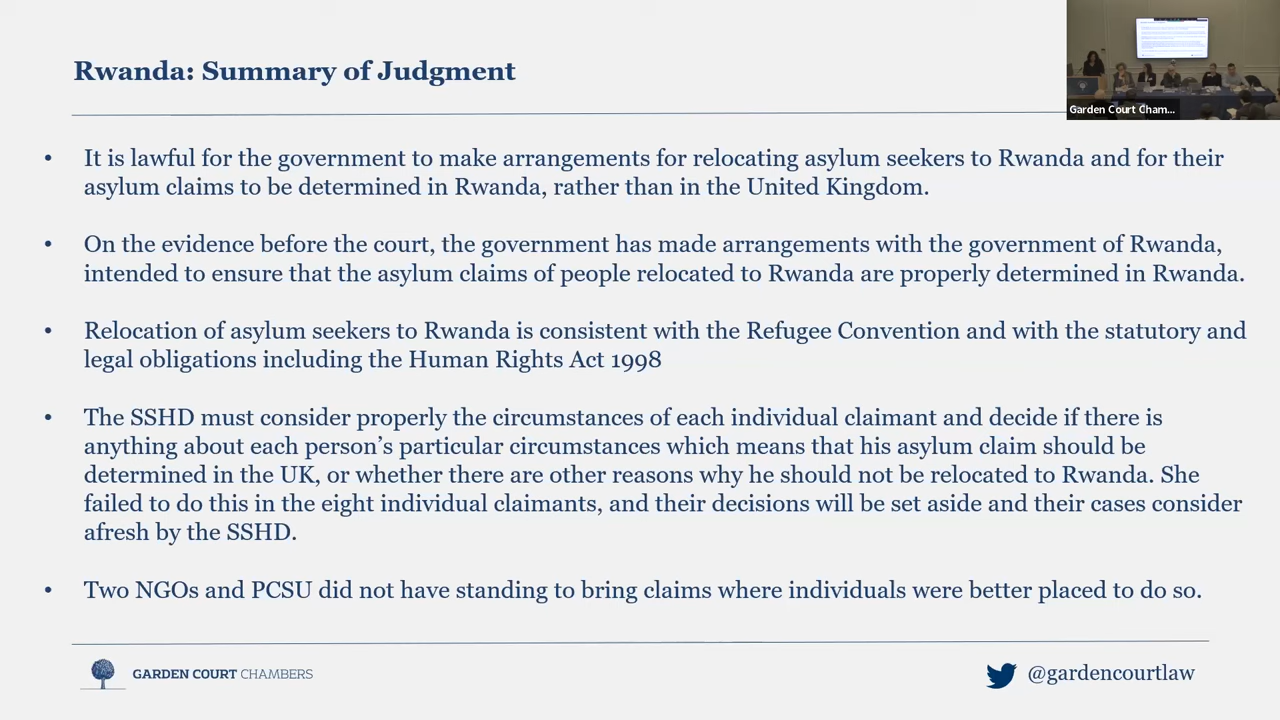 Rwanda: Summary of Judgment
Garden Court Cham...
• It is lawful for the government to make arrangements for relocating asylum seekers to Rwanda and for their
asylum claims to be determined in Rwanda, rather than in the United Kingdom.
• On the evidence before the court, the government has made arrangements with the government of Rwanda,
intended to ensure that the asylum claims of people relocated to Rwanda are properly determined in Rwanda.
• Relocation of asylum seekers to Rwanda is consistent with the Refugee Convention and with the statutory and
legal obligations including the Human Rights Act 1998
• The SSHD must consider properly the circumstances of each individual claimant and decide if there is
anything about each person’s particular circumstances which means that his asylum claim should be
determined in the UK, or whether there are other reasons why he should not be relocated to Rwanda. She
failed to do this in the eight individual claimants, and their decisions will be set aside and their cases consider
afresh by the SSHD.
• Two NGOs and PCSU did not have standing to bring claims where individuals were better placed to do so.
GARDEN COURT CHAMBERS
@gardencourtlaw